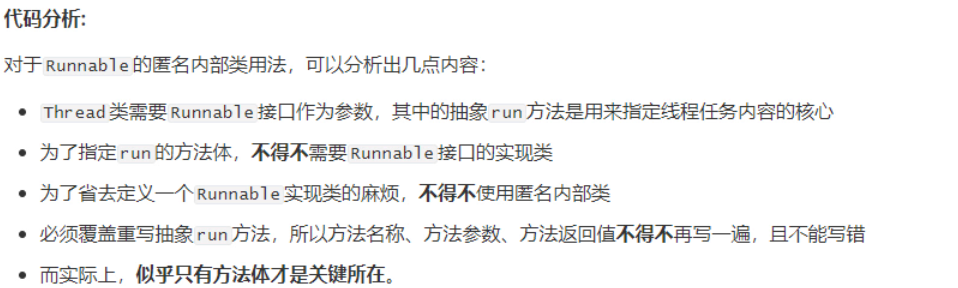 代码分析:
对于Runnable的匿名内部类用法，可以分析出几点内容：
Thread类需要Runnable接口作为参数，其中的抽象run方法是用来指定线程任务内容的核心
为了指定run的方法体，不得不需要Runnable接口的实现类
为了省去定义一个Runnable实现类的麻烦，不得不使用匿名内部类
必须覆盖重写抽象run方法，所以方法名称、方法参数、方法返回值不得不再写一遍，且不能写错
而实际上，似乎只有方法体才是关键所在。